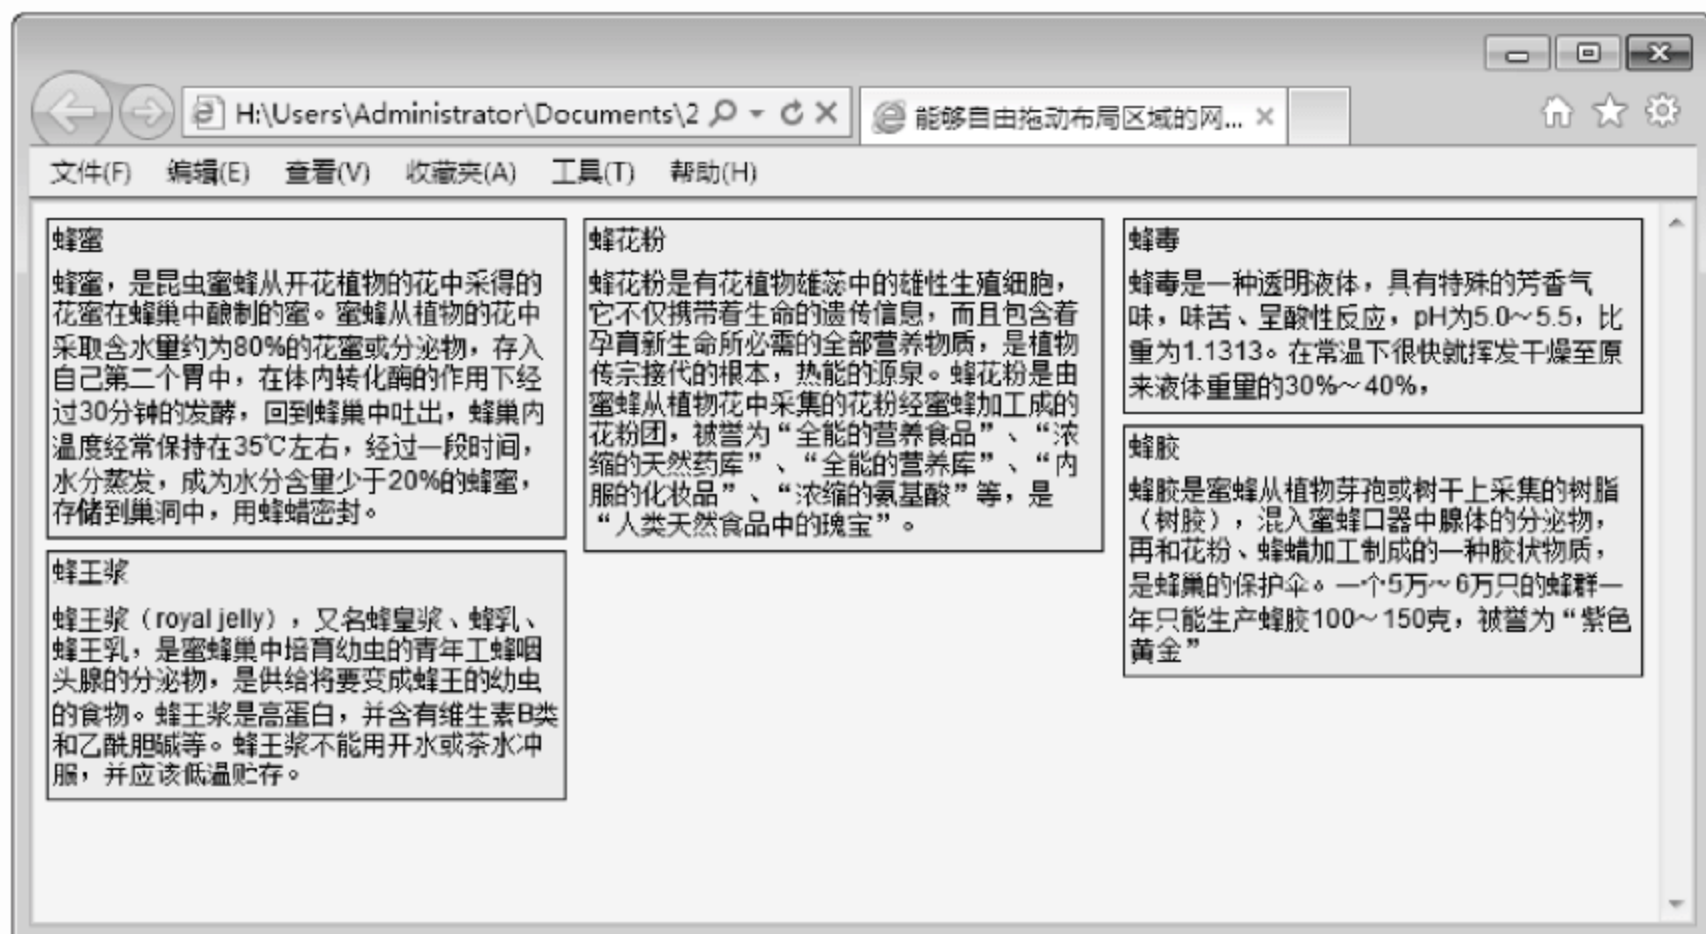 H:\Users\Administrator\Documents\2
能够自由拖动布局区域的网...
文件(F) 编辑(E) 查看(V) 收藏夹(A) 工具(T) 帮助(H)
蜂蜜
蜂蜜，是昆虫蜜蜂从开花植物的花中采得的
花蜜在蜂巢中酿制的蜜。蜜蜂从植物的花中
采取含水量约为80%的花蜜或分泌物，存入
自己第二个胃中，在体内转化酶的作用下经
过30分钟的发酵，回到蜂巢中吐出，蜂巢内
温度经常保持在35℃左右，经过一段时间，
水分蒸发，成为水分含量少于20%的蜂蜜，
存储到巢洞中，用蜂蜡密封。
蜂王浆
蜂王浆（royal jelly），又名蜂皇浆、蜂乳、
蜂王乳，是蜜蜂巢中培育幼虫的青年工蜂咽
头腺的分泌物，是供给将要变成蜂王的幼虫
的食物。蜂王浆是高蛋白，并含有维生素B类
和乙酰胆碱等。蜂王浆不能用开水或茶水冲
服，并应该低温贮存。
蜂花粉
蜂花粉是有花植物雄蕊中的雄性生殖细胞，
它不仅携带着生命的遗传信息，而且包含着
孕育新生命所必需的全部营养物质，是植物
传宗接代的根本，热能的源泉。蜂花粉是由
蜜蜂从植物花中采集的花粉经蜜蜂加工成的
花粉团，被誉为“全能的营养食品”、“浓
缩的天然药库”、“全能的营养库”、“内
服的化妆品”、“浓缩的氨基酸”等，是
“人类天然食品中的瑰宝”。
蜂毒
蜂毒是一种透明液体，具有特殊的芳香气
味，味苦、呈酸性反应，pH为5.0～5.5，比
重为1.1313。在常温下很快就挥发干燥至原
来液体重量的30%～40%，
蜂胶
蜂胶是蜜蜂从植物芽孢或树干上采集的树脂
（树胶），混入蜜蜂口器中腺体的分泌物，
再和花粉、蜂蜡加工制成的一种胶状物质，
是蜂巢的保护伞。一个5万～6万只的蜂群一
年只能生产蜂胶100～150克，被誉为“紫色
黄金”